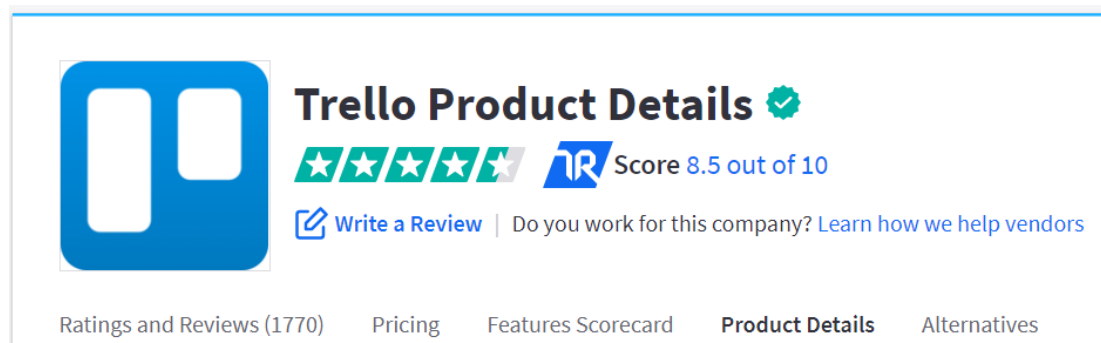 Trello Product Details
TR Score 8.5 out of 10
Write a Review | Do you work for this company? Learn how we help vendors
Ratings and Reviews (1770) Pricing Features Scorecard Product Details Alternatives